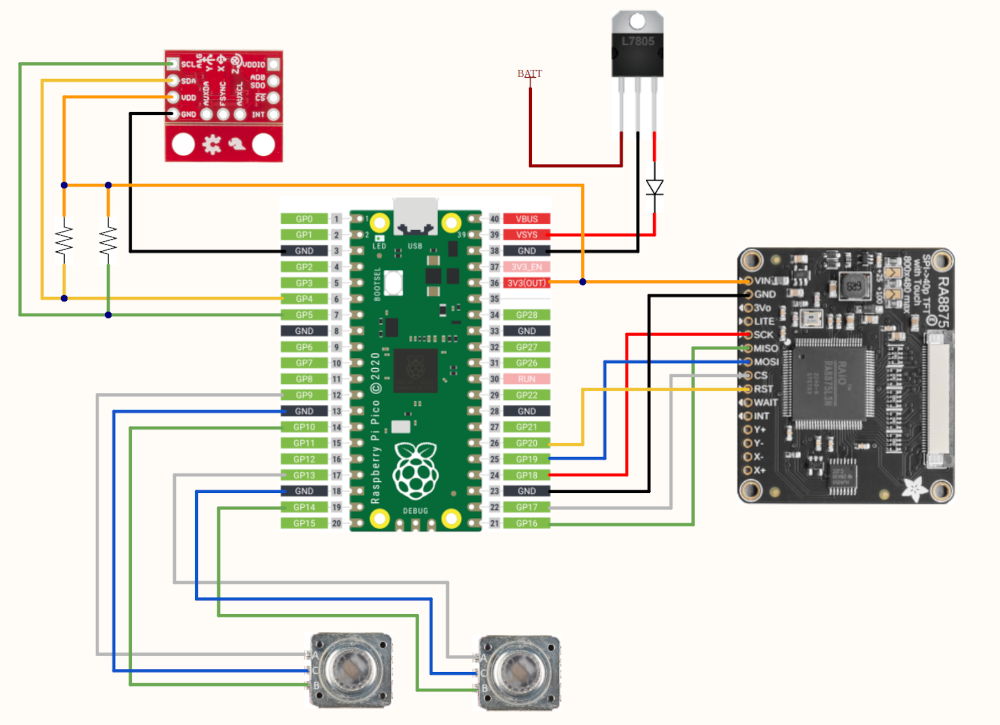 L7805
BATT
SCL
SDA
VDD
GND
VDDIO
AD0
SDO
CS
INT
AUXDA
FSYNC
AUXCL
Y
X
Z
GP0 1
GP1 2
GND 3
GP2 4
GP3 5
GP4 6
GP5 7
GND 8
GP6 9
GP7 10
GP8 11
GP9 12
GND 13
GP10 14
GP11 15
GP12 16
GP13 17
GND 18
GP14 19
GP15 20
1
2
39
LED
USB
BOOTSEL
Raspberry Pi Pico © 2020
DEBUG
40 VBUS
39 VSYS
38 GND
37 3V3_EN
36 3V3(OUT)
35
34 GP28
33 GND
32 GP27
31 GP26
30 RUN
29 GP22
28 GND
27 GP21
26 GP20
25 GP19
24 GP18
23 GND
22 GP17
21 GP16
VIN
GND
3Vo
LITE
SCK
MISO
MOSI
CS
RST
WAIT
INT
Y+
Y-
X-
X+
+25
+100
SPI->40p TFT
with Touch
800x480 max
RA8875
RAIO
RA8875L3N
A
C
B
A
C
B